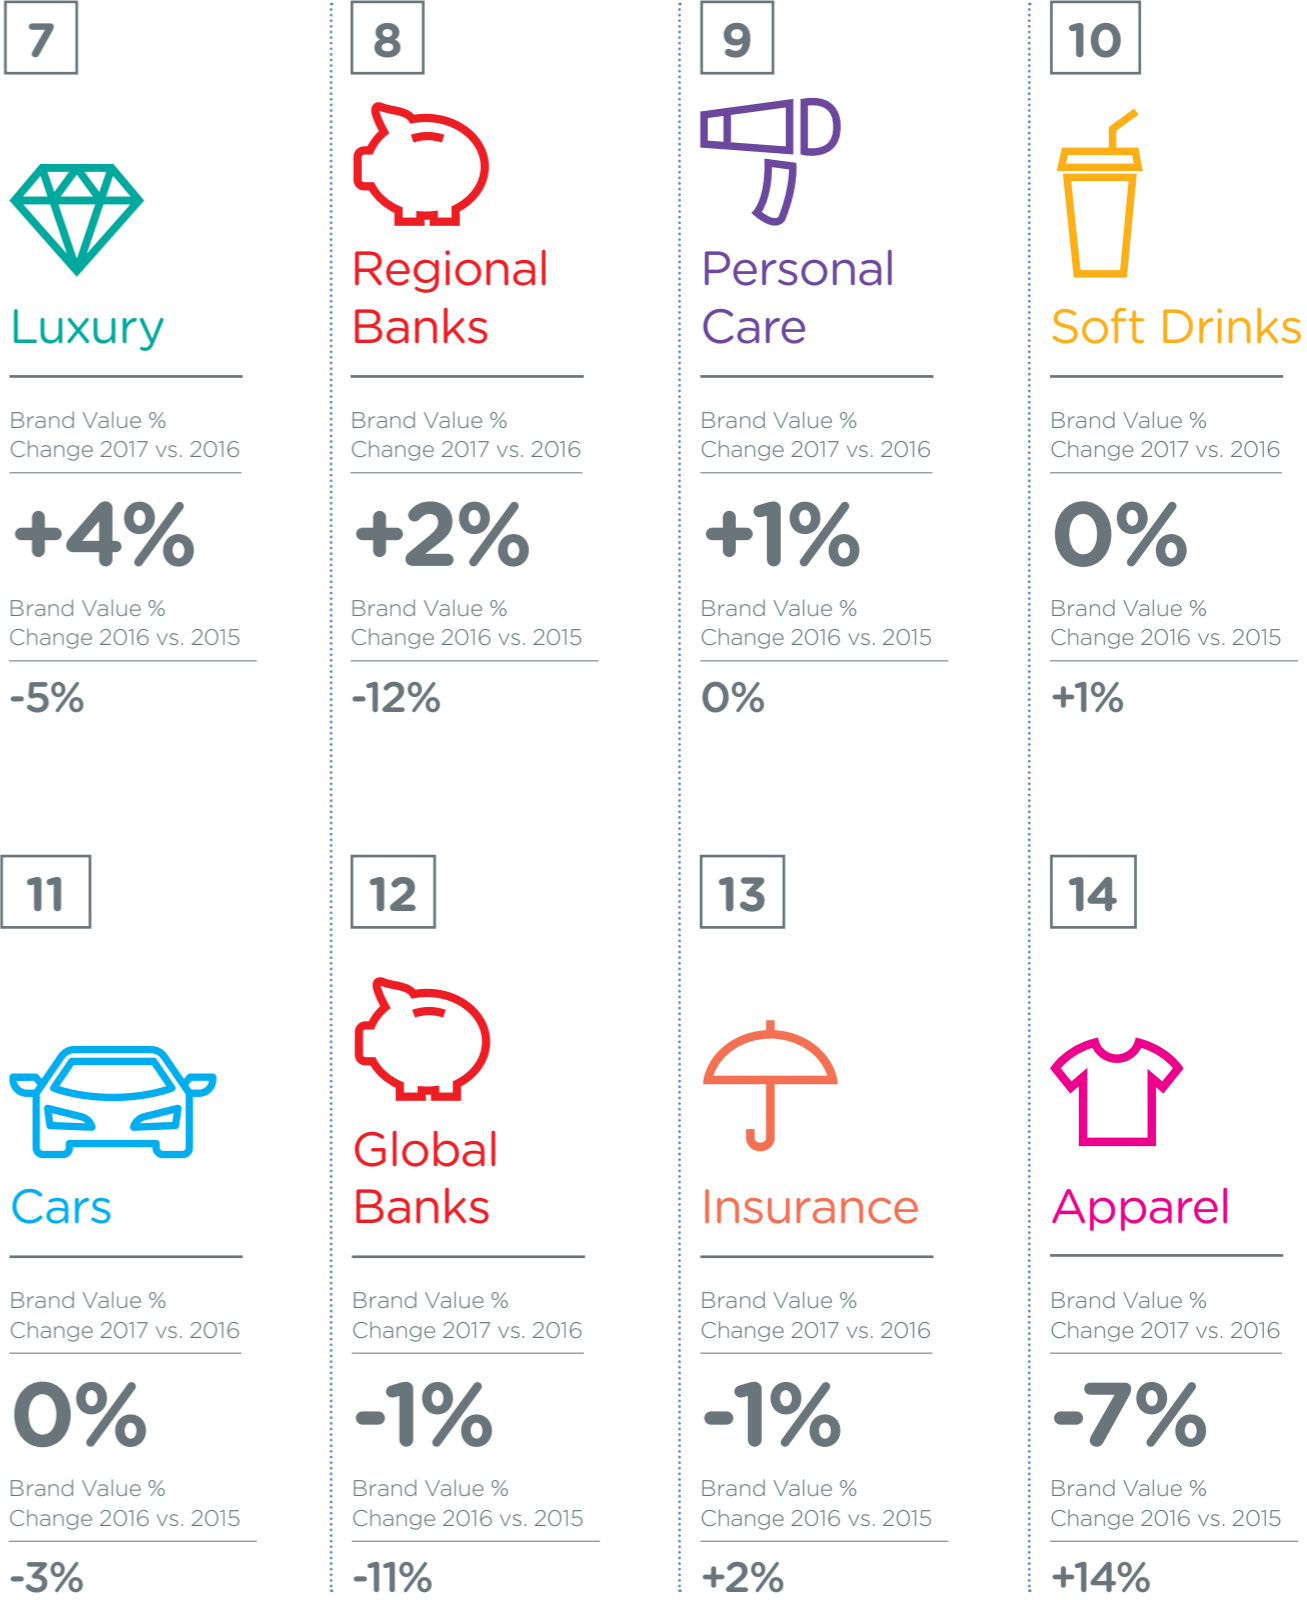 7
Luxury
Brand Value %
Change 2017 vs. 2016
+4%
Brand Value %
Change 2016 vs. 2015
-5%
8
Regional
Banks
Brand Value %
Change 2017 vs. 2016
+2%
Brand Value %
Change 2016 vs. 2015
-12%
9
Personal
Care
Brand Value %
Change 2017 vs. 2016
+1%
Brand Value %
Change 2016 vs. 2015
0%
10
Soft Drinks
Brand Value %
Change 2017 vs. 2016
0%
Brand Value %
Change 2016 vs. 2015
+1%
11
Cars
Brand Value %
Change 2017 vs. 2016
0%
Brand Value %
Change 2016 vs. 2015
-3%
12
Global
Banks
Brand Value %
Change 2017 vs. 2016
-1%
Brand Value %
Change 2016 vs. 2015
-11%
13
Insurance
Brand Value %
Change 2017 vs. 2016
-1%
Brand Value %
Change 2016 vs. 2015
+2%
14
Apparel
Brand Value %
Change 2017 vs. 2016
-7%
Brand Value %
Change 2016 vs. 2015
+14%